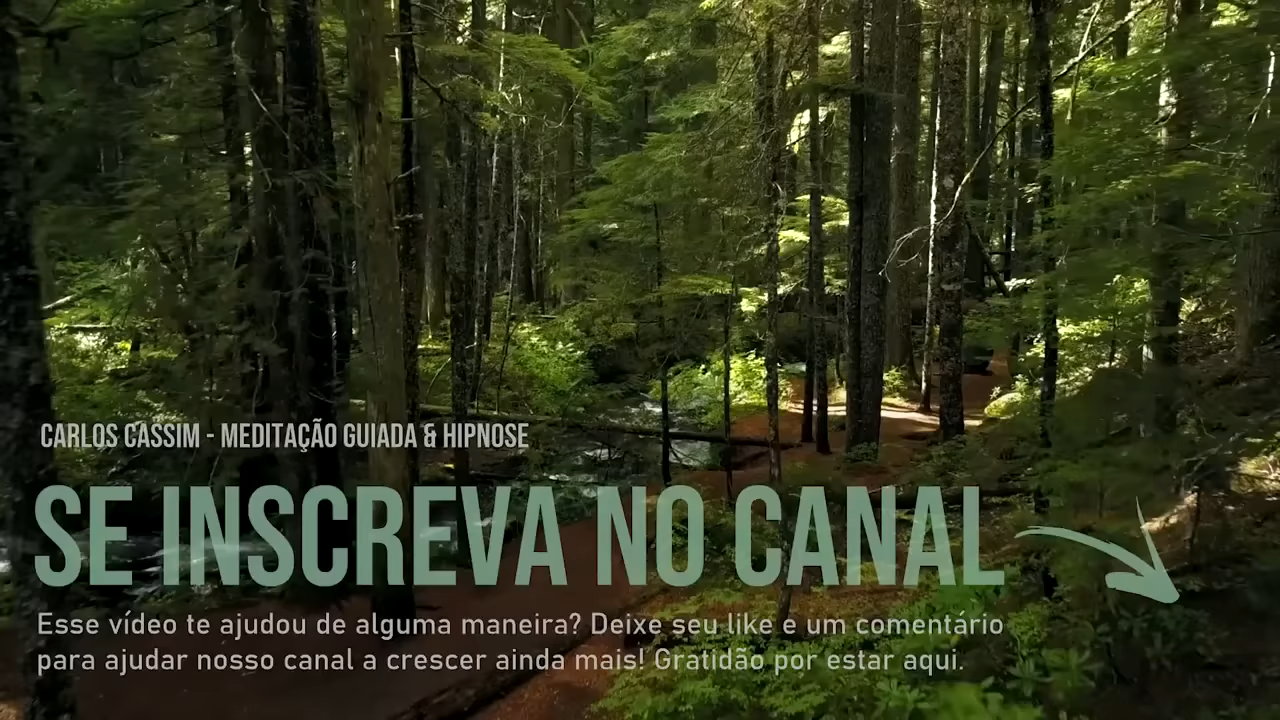 CARLOS CASSIM - MEDITAÇÃO GUIADA & HIPNOSE
SE INSCREVA NO CANAL
Esse vídeo te ajudou de alguma maneira? Deixe seu like e um comentário
para ajudar nosso canal a crescer ainda mais! Gratidão por estar aqui.